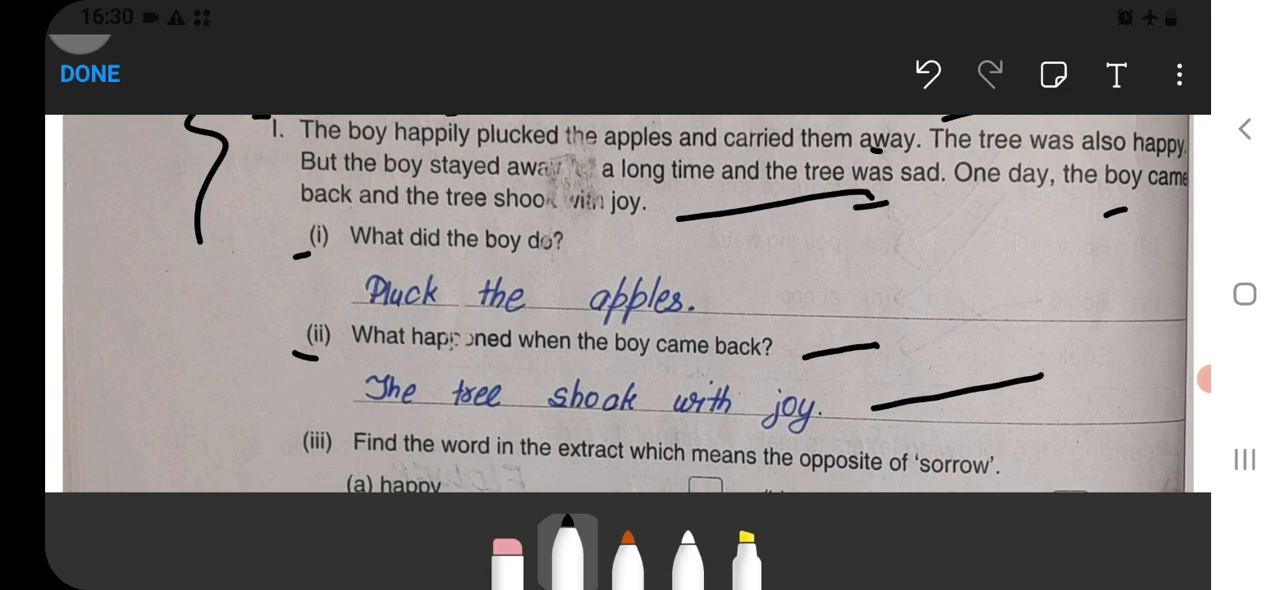 16:30
DONE
T
I. The boy happily plucked the apples and carried them away. The tree was also happy.
But the boy stayed away a long time and the tree was sad. One day, the boy came
back and the tree shook with joy.
(i) What did the boy do?
Pluck the apples.
(ii) What happened when the boy came back?
The tree shook with joy.
(iii) Find the word in the extract which means the opposite of 'sorrow'.
(a) happy